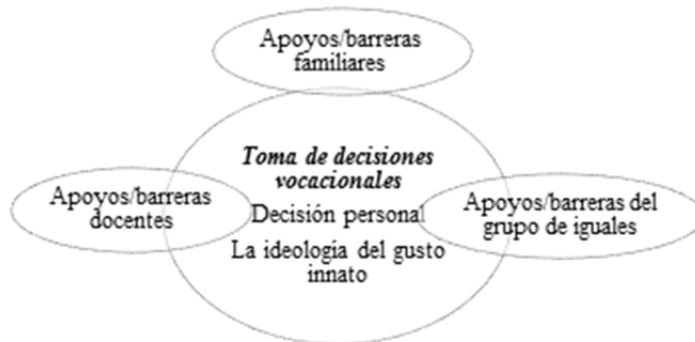 Apoyos/barreras
familiares
Toma de decisiones
vocacionales
Apoyos/barreras
docentes
Decisión personal
Apoyos/barreras del
grupo de iguales
La ideologia del gusto
innato